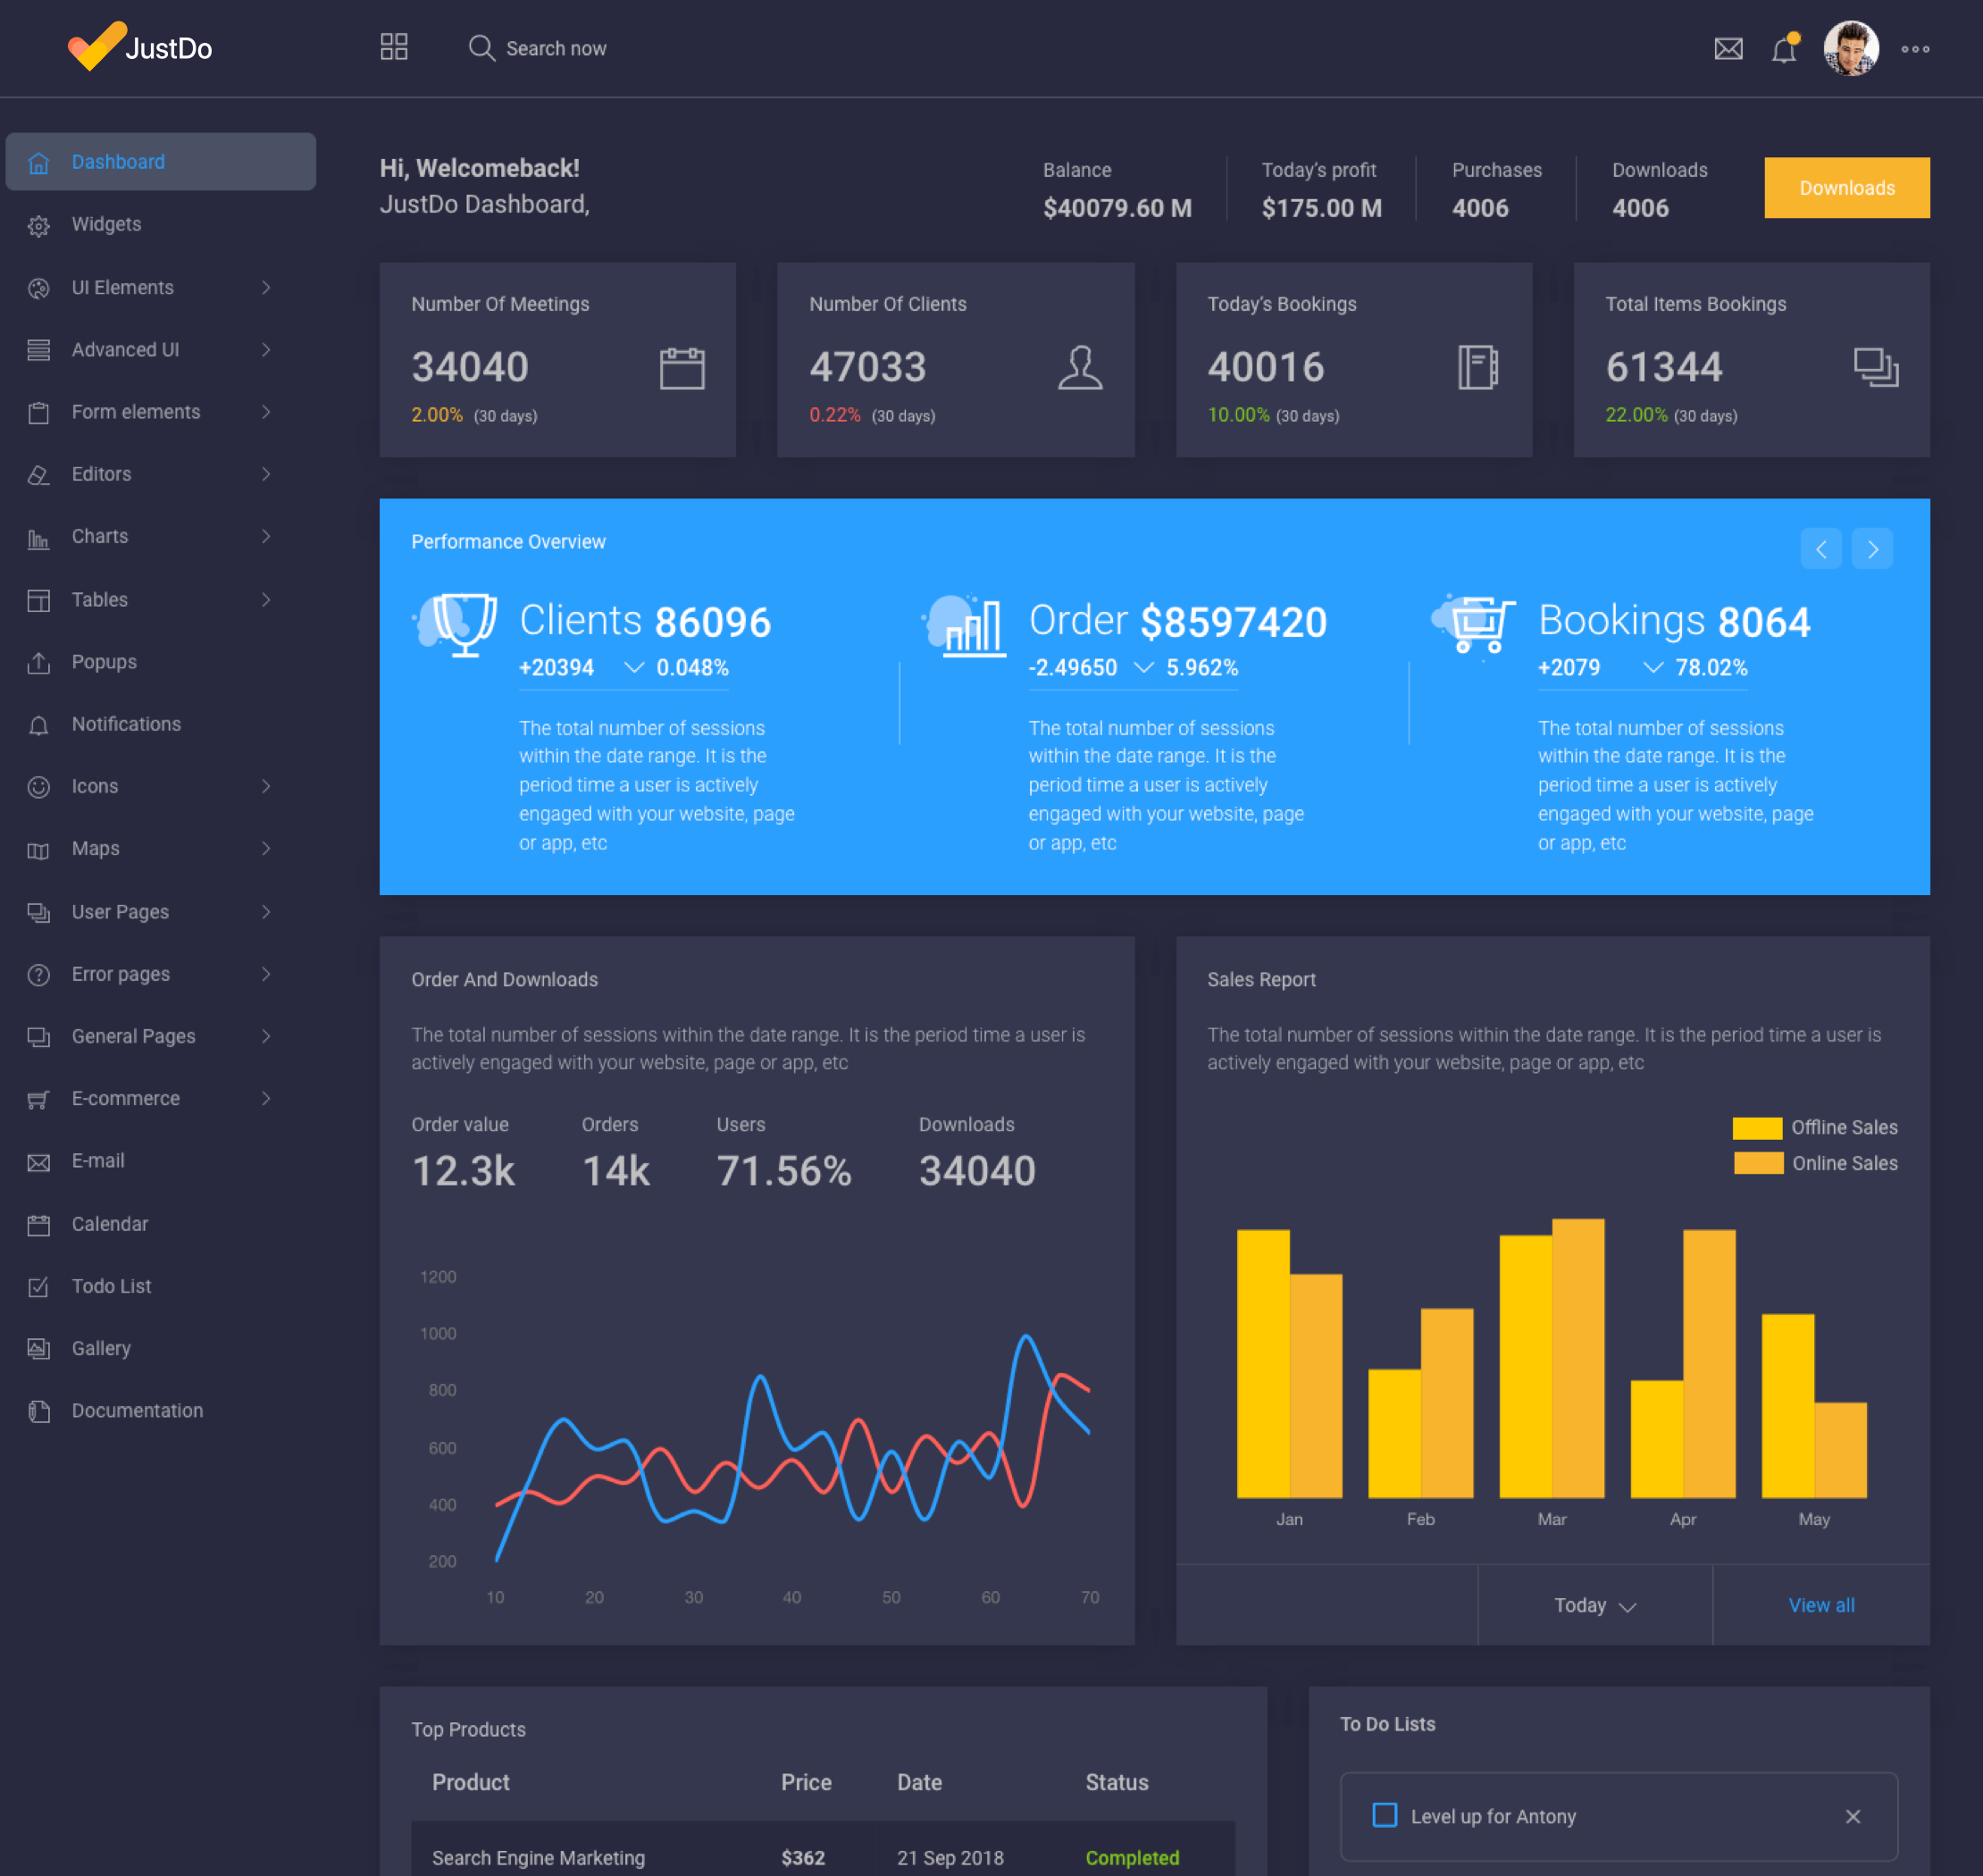 JustDo
Search now
Dashboard
Widgets
UI Elements
Advanced UI
Form elements
Editors
Charts
Tables
Popups
Notifications
Icons
Maps
User Pages
Error pages
General Pages
E-commerce
E-mail
Calendar
Todo List
Gallery
Documentation
Hi, Welcomeback!
JustDo Dashboard,
Balance
$40079.60 M
Today's profit
$175.00 M
Purchases
4006
Downloads
4006
Downloads
Number Of Meetings
34040
2.00% (30 days)
Number Of Clients
47033
0.22% (30 days)
Today's Bookings
40016
10.00% (30 days)
Total Items Bookings
61344
22.00% (30 days)
Performance Overview
Clients 86096
+20394 0.048%
The total number of sessions
within the date range. It is the
period time a user is actively
engaged with your website, page
or app, etc
Order $8597420
-2.49650 5.962%
The total number of sessions
within the date range. It is the
period time a user is actively
engaged with your website, page
or app, etc
Bookings 8064
+2079 78.02%
The total number of sessions
within the date range. It is the
period time a user is actively
engaged with your website, page
or app, etc
Order And Downloads
The total number of sessions within the date range. It is the period time a user is
actively engaged with your website, page or app, etc
Order value
12.3k
Orders
14k
Users
71.56%
Downloads
34040
1200
1000
800
600
400
200
10 20 30 40 50 60 70
Sales Report
The total number of sessions within the date range. It is the period time a user is
actively engaged with your website, page or app, etc
Offline Sales
Online Sales
Jan Feb Mar Apr May
Today
View all
Top Products
Product Price Date Status
Search Engine Marketing $362 21 Sep 2018 Completed
To Do Lists
Level up for Antony